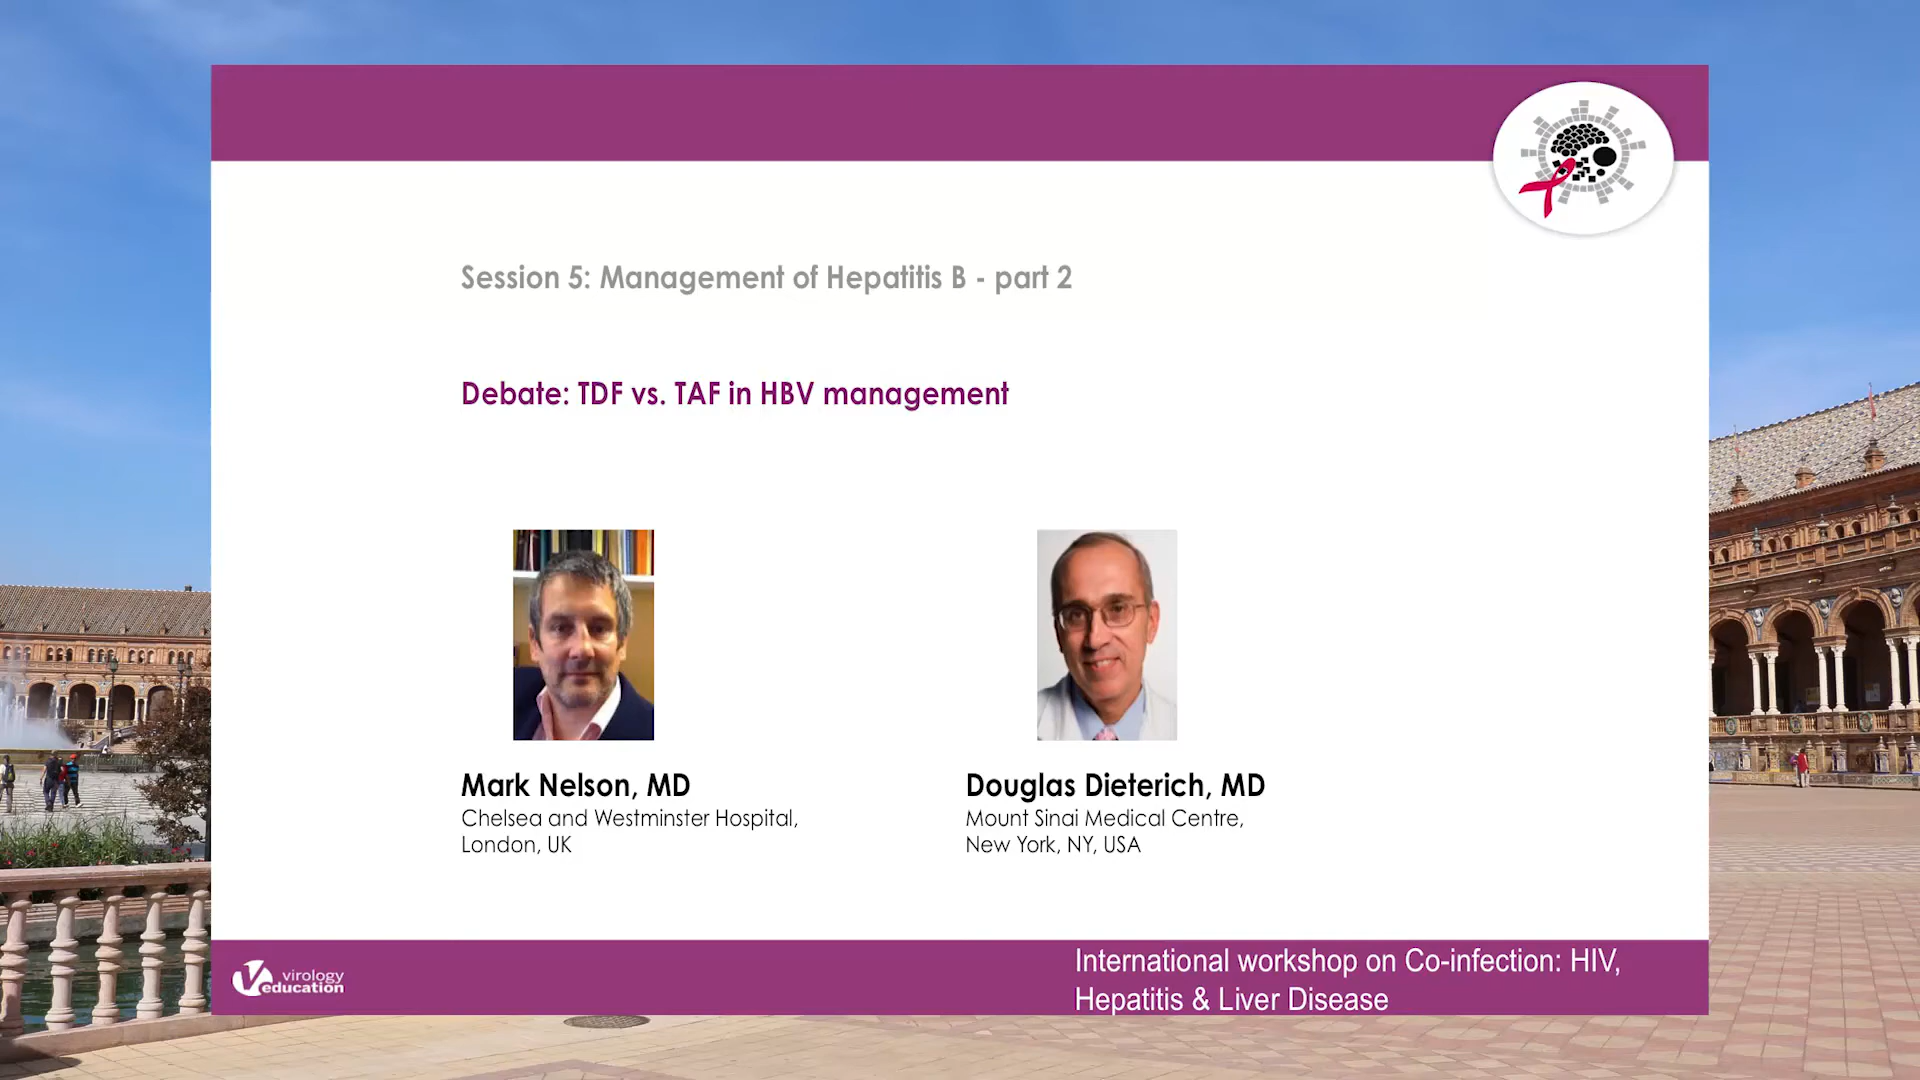 Session 5: Management of Hepatitis B - part 2
Debate: TDF vs. TAF in HBV management
Mark Nelson, MD
Chelsea and Westminster Hospital,
London, UK
Douglas Dieterich, MD
Mount Sinai Medical Centre,
New York, NY, USA
virology
education
International workshop on Co-infection: HIV,
Hepatitis & Liver Disease